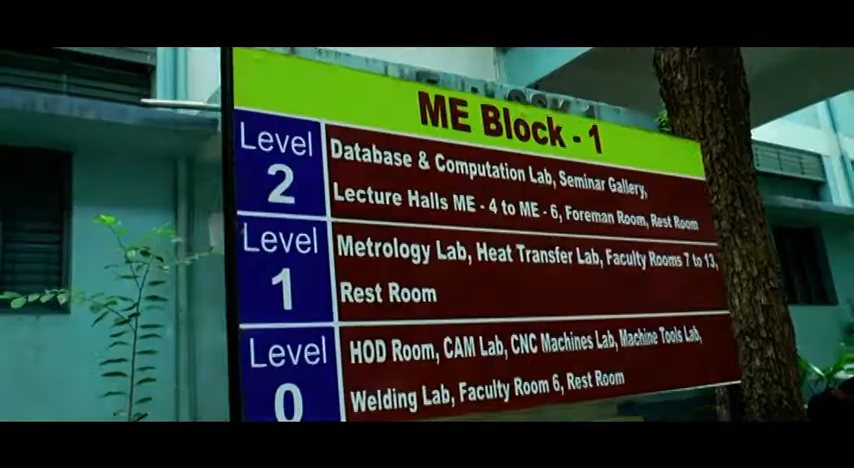 ME Block - 1
Level 2
Database & Computation Lab, Seminar Gallery,
Lecture Halls ME - 4 to ME - 6, Foreman Room, Rest Room
Level 1
Metrology Lab, Heat Transfer Lab, Faculty Rooms 7 to 13,
Rest Room
Level 0
HOD Room, CAM Lab, CNC Machines Lab, Machine Tools Lab,
Welding Lab, Faculty Room 6, Rest Room